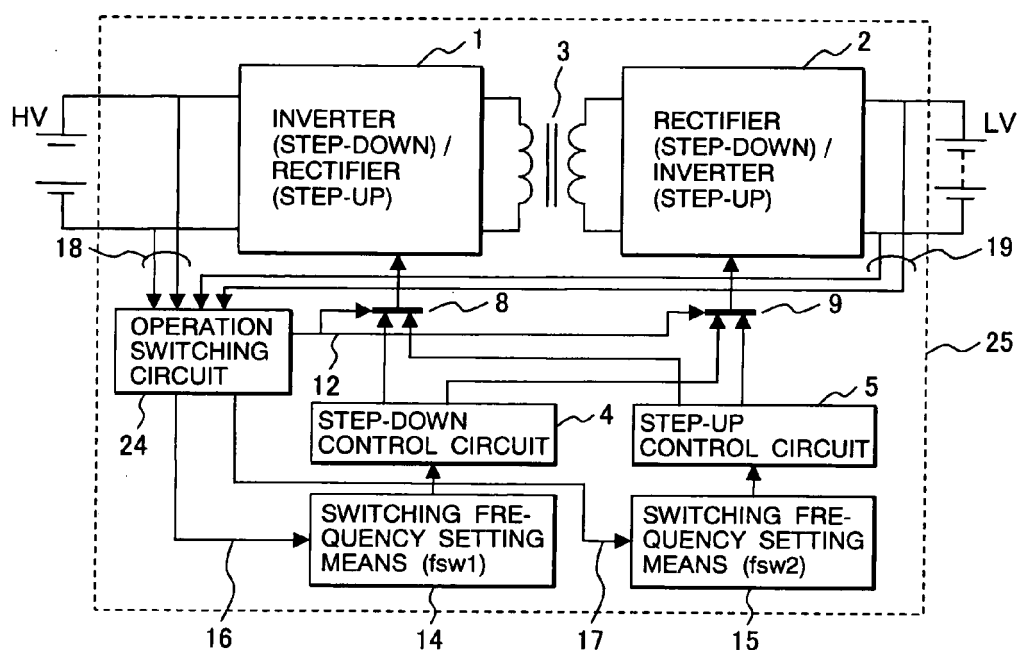 1
2
3
HV
INVERTER
(STEP-DOWN) /
RECTIFIER
(STEP-UP)
RECTIFIER
(STEP-DOWN) /
INVERTER
(STEP-UP)
LV
18
19
8
9
OPERATION
SWITCHING
CIRCUIT
12
25
24
STEP-DOWN
CONTROL CIRCUIT
4
STEP-UP
CONTROL CIRCUIT
5
SWITCHING FRE-
QUENCY SETTING
MEANS (fsw1)
SWITCHING FRE-
QUENCY SETTING
MEANS (fsw2)
16
14
17
15